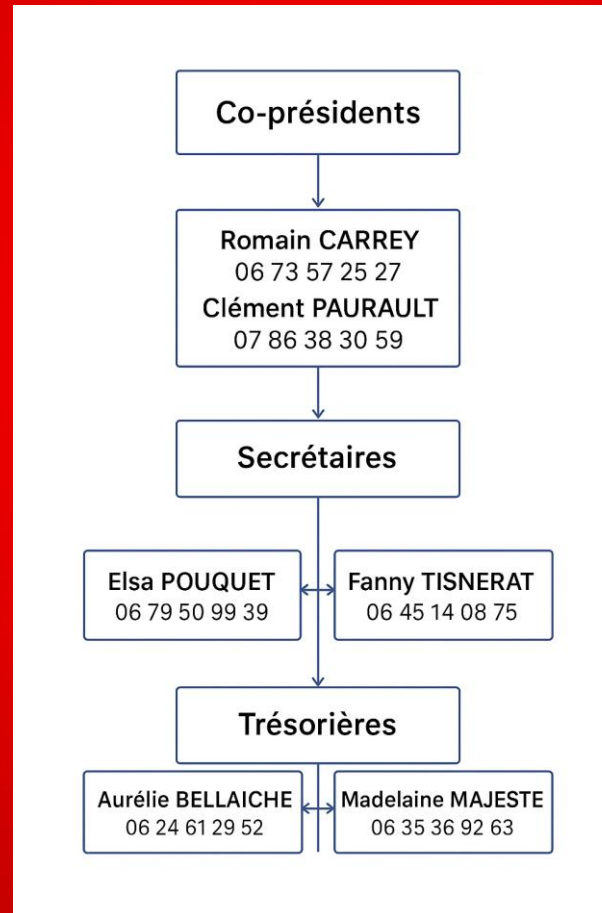 Co-présidents
Romain CARREY
06 73 57 25 27
Clément PAURAULT
07 86 38 30 59
Secrétaires
Elsa POUQUET
06 79 50 99 39
Fanny TISNERAT
06 45 14 08 75
Trésorières
Aurélie BELLAICHE
06 24 61 29 52
Madelaine MAJESTE
06 35 36 92 63